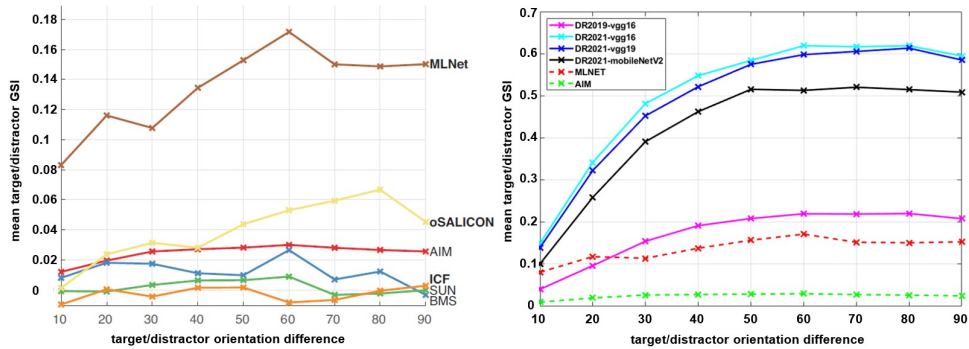 0.18
0.16
0.14
0.12
0.1
0.08
0.06
0.04
0.02
0
mean target/distractor GSI
10 20 30 40 50 60 70 80 90
target/distractor orientation difference
MLNet
oSALICON
AIM
ICF
SUN
BMS
0.7
0.6
0.5
0.4
0.3
0.2
0.1
0
mean target/distractor GSI
DR2019-vgg16
DR2021-vgg16
DR2021-vgg19
DR2021-mobileNetV2
MLNET
AIM
10 20 30 40 50 60 70 80 90
target/distractor orientation difference